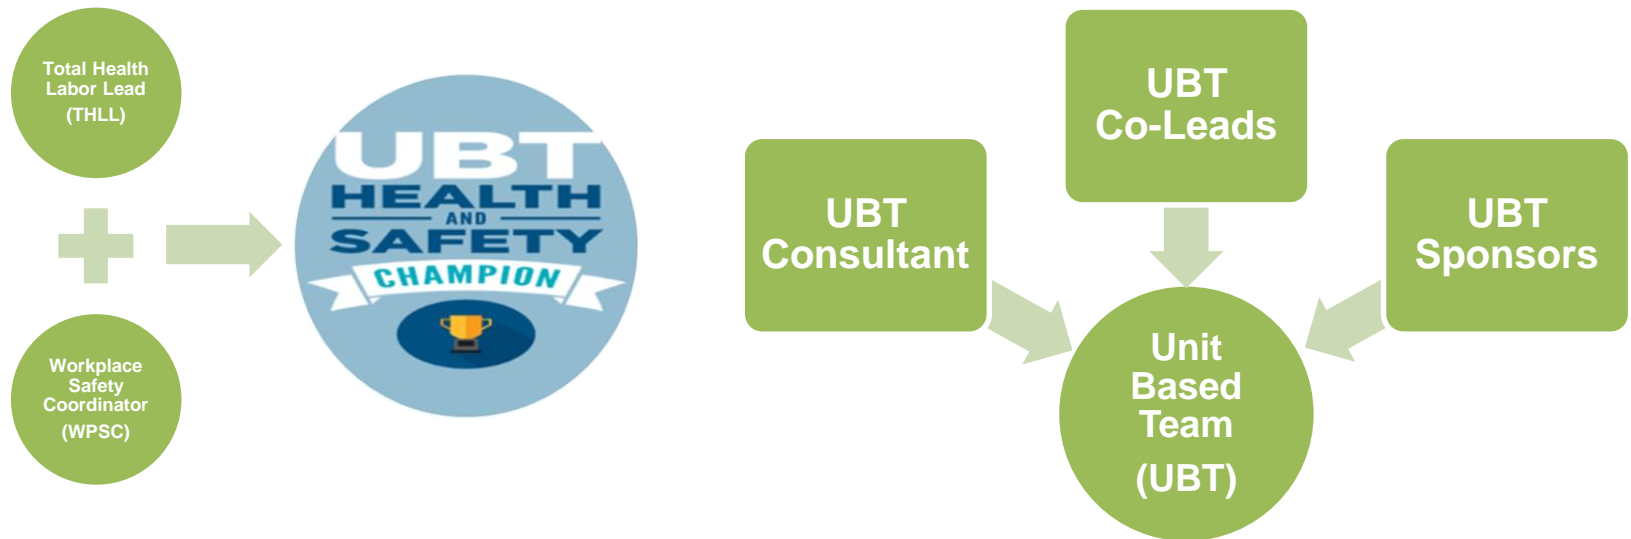 Total Health
Labor Lead
(THLL)
Workplace
Safety
Coordinator
(WPSC)
UBT
HEALTH
AND
SAFETY
CHAMPION
UBT
Consultant
UBT
Co-Leads
UBT
Sponsors
Unit
Based
Team
(UBT)